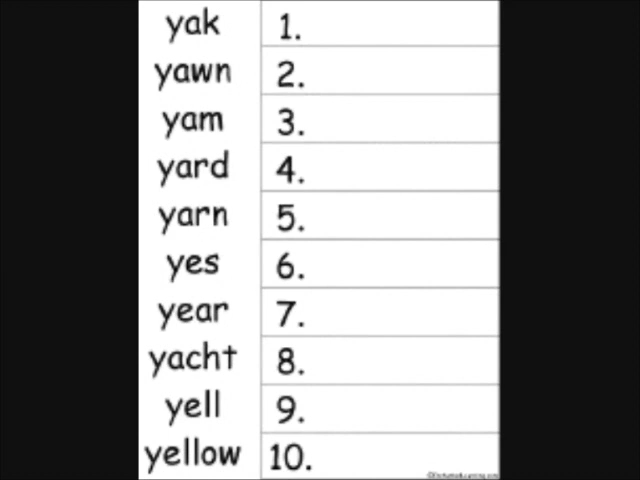 yak 1.
yawn 2.
yam 3.
yard 4.
yarn 5.
yes 6.
year 7.
yacht 8.
yell 9.
yellow 10.